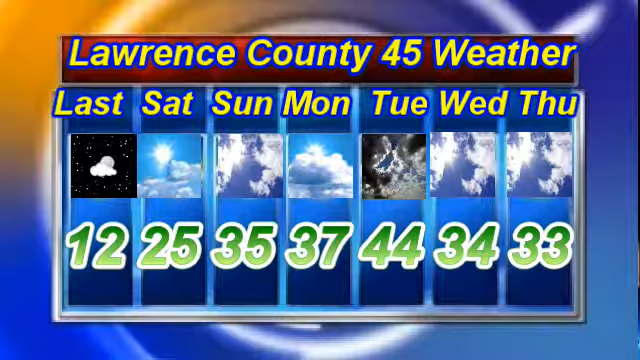 Lawrence County 45 Weather
Last Sat Sun Mon Tue Wed Thu
12 25 35 37 44 34 33